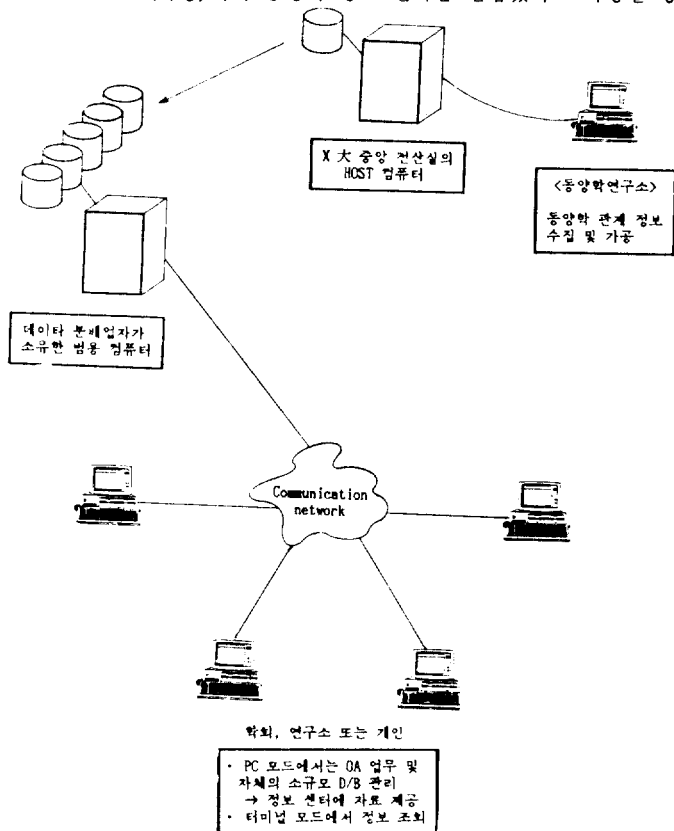 X 大 중앙 전산실의
HOST 컴퓨터
<동양학연구소>
동양학 관계 정보
수집 및 가공
데이타 분배업자가
소유한 범용 컴퓨터
Communication
network
학회, 연구소 또는 개인
· PC 모드에서는 OA 업무 및
자체의 소규모 D/B 관리
→ 정보 센터에 자료 제공
· 터미널 모드에서 정보 조회